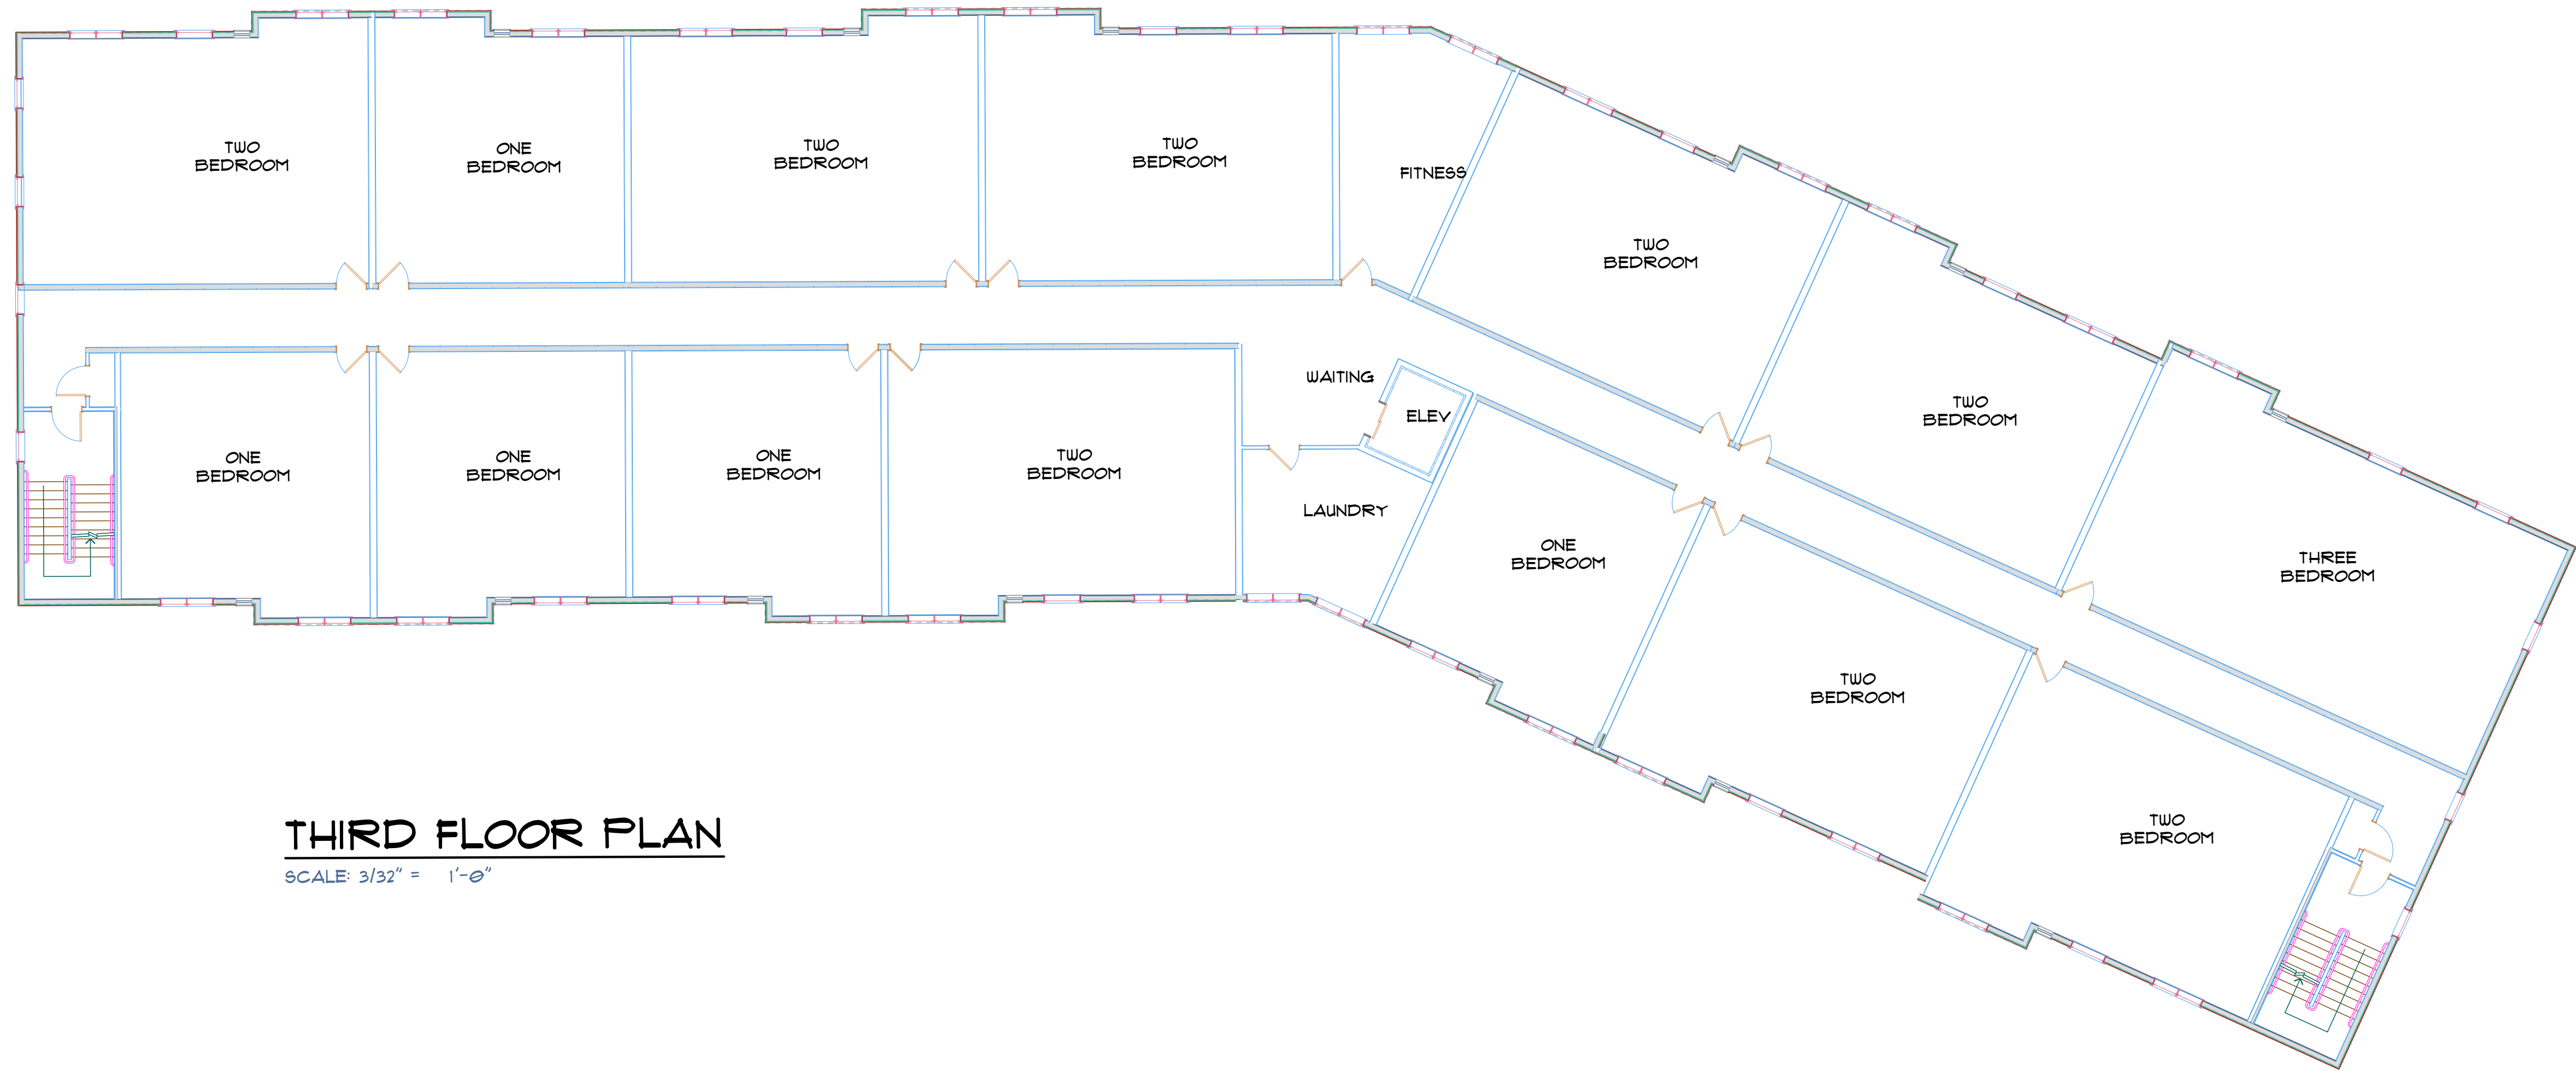 TWO
BEDROOM
ONE
BEDROOM
TWO
BEDROOM
TWO
BEDROOM
FITNESS
TWO
BEDROOM
TWO
BEDROOM
THREE
BEDROOM
WAITING
ELEV
LAUNDRY
ONE
BEDROOM
ONE
BEDROOM
ONE
BEDROOM
TWO
BEDROOM
ONE
BEDROOM
TWO
BEDROOM
TWO
BEDROOM
THIRD FLOOR PLAN
SCALE: 3/32" = 1'-0"